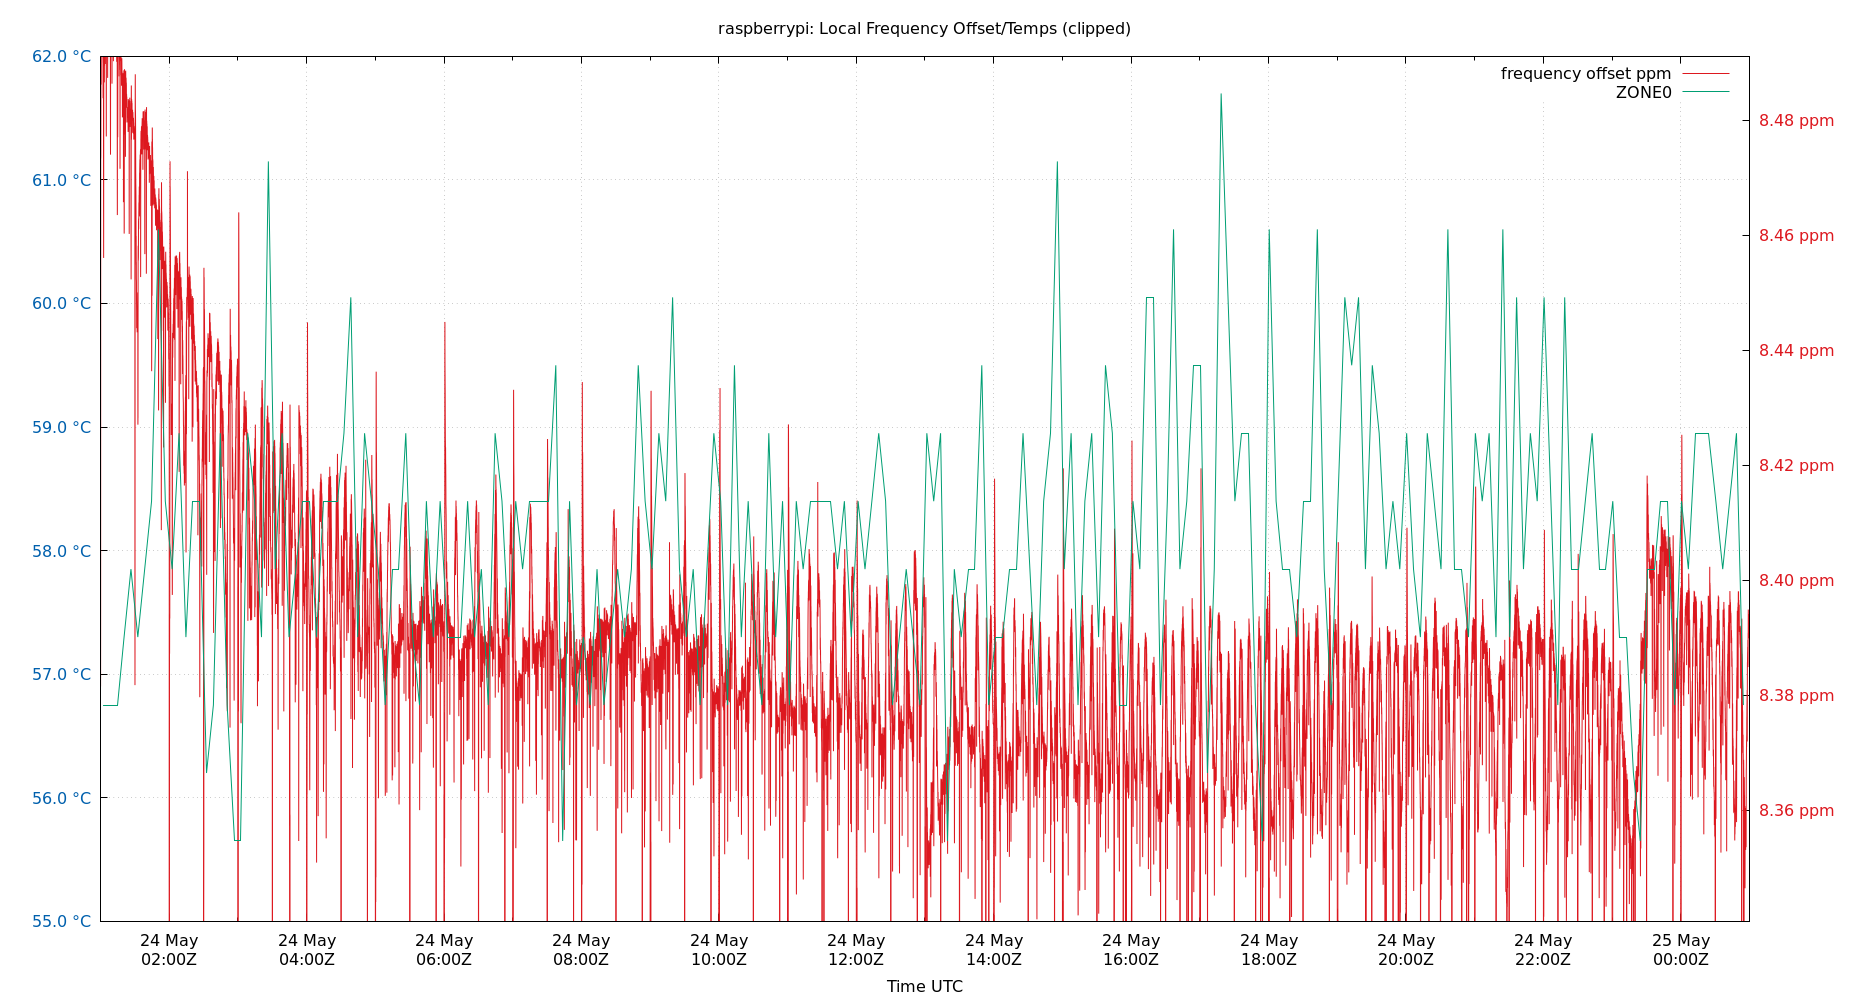 raspberrypi: Local Frequency Offset/Temps (clipped)
frequency offset ppm
ZONE0
62.0 °C
61.0 °C
60.0 °C
59.0 °C
58.0 °C
57.0 °C
56.0 °C
55.0 °C
8.48 ppm
8.46 ppm
8.44 ppm
8.42 ppm
8.40 ppm
8.38 ppm
8.36 ppm
24 May 24 May 24 May 24 May 24 May 24 May 24 May 24 May 24 May 24 May 24 May 25 May
02:00Z 04:00Z 06:00Z 08:00Z 10:00Z 12:00Z 14:00Z 16:00Z 18:00Z 20:00Z 22:00Z 00:00Z
Time UTC